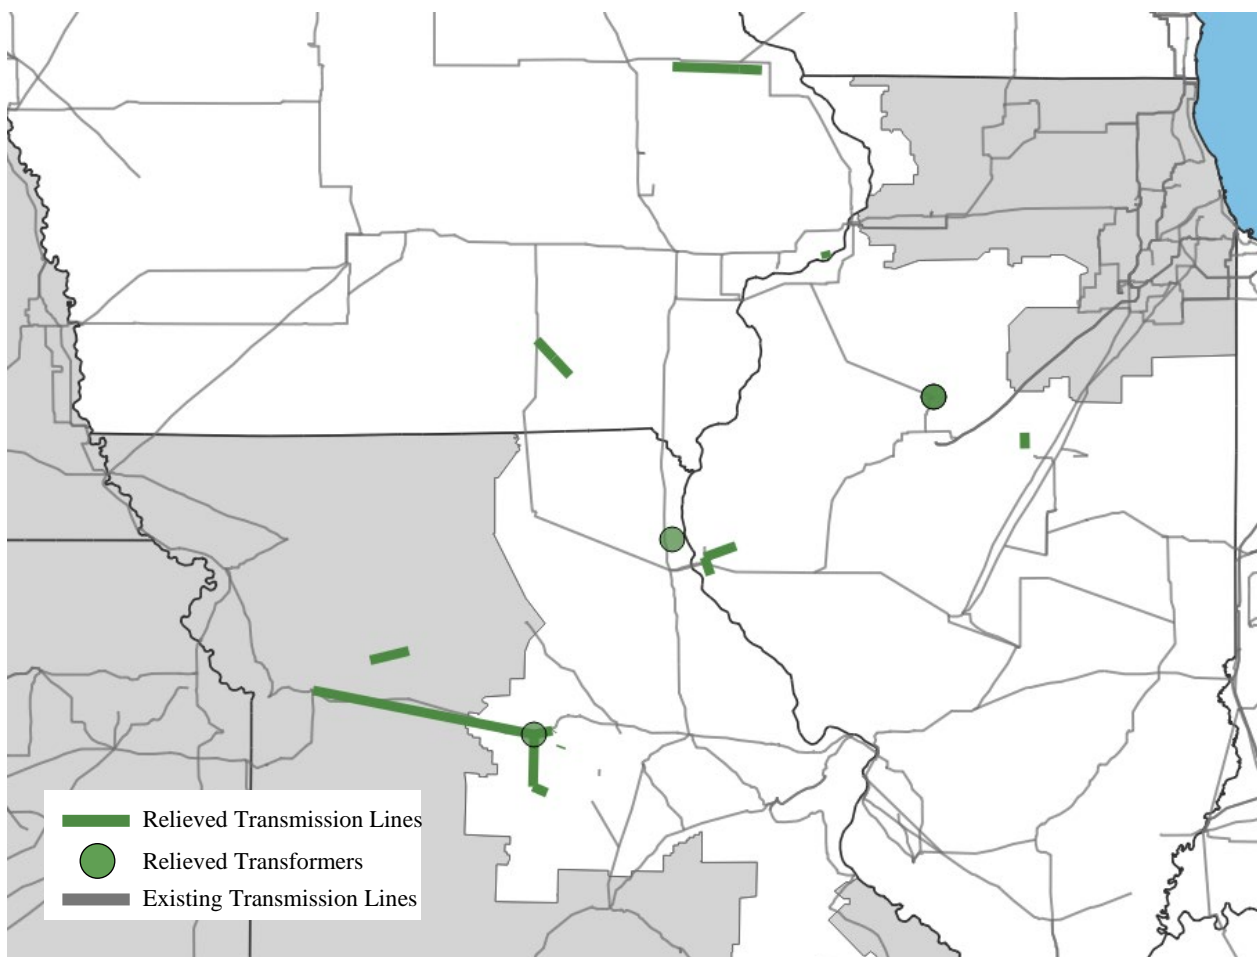 Relieved Transmission Lines
Relieved Transformers
Existing Transmission Lines